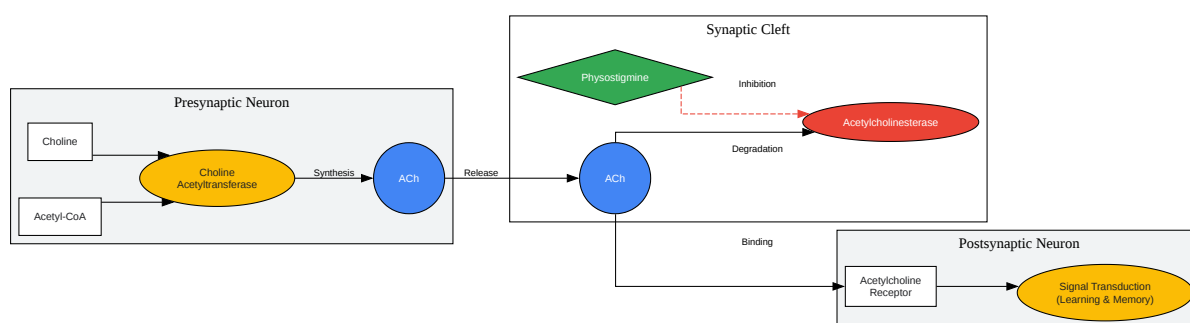 Synaptic Cleft
Physostigmine
Inhibition
Acetylcholinesterase
Degradation
Presynaptic Neuron
Choline
Choline
Acetyltransferase
Acetyl-CoA
Synthesis
ACh
Release
ACh
Binding
Postsynaptic Neuron
Acetylcholine
Receptor
Signal Transduction
(Learning & Memory)